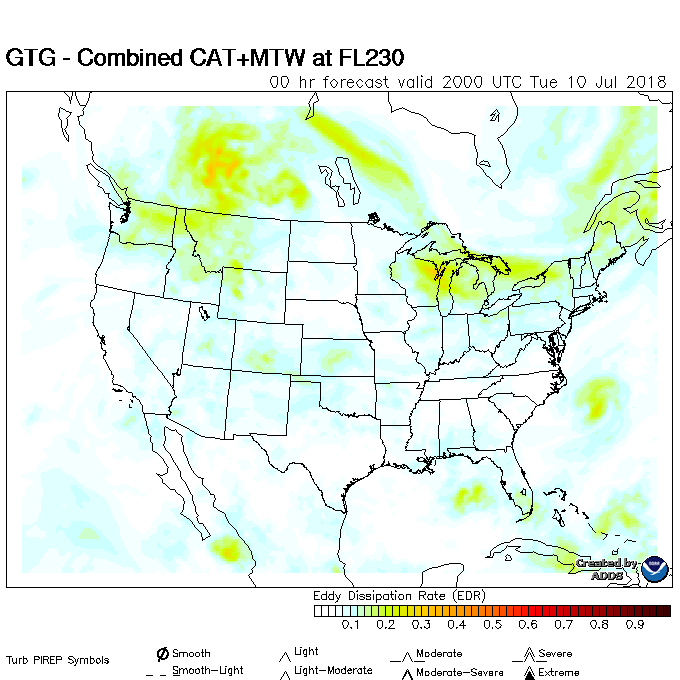 GTG - Combined CAT+MTW at FL230
00 hr forecast valid 2000 UTC Tue 10 Jul 2018
Created by
ADDS
Eddy Dissipation Rate (EDR)
0.1 0.2 0.3 0.4 0.5 0.6 0.7 0.8 0.9
Turb PIREP Symbols
Smooth Light Moderate Severe
Smooth-Light Light-Moderate Moderate-Severe Extreme